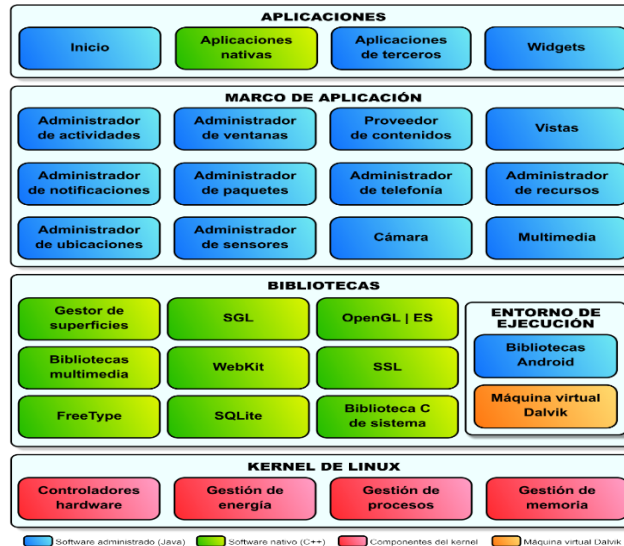 APLICACIONES
Inicio
Aplicaciones
nativas
Aplicaciones
de terceros
Widgets
MARCO DE APLICACIÓN
Administrador
de actividades
Administrador
de ventanas
Proveedor
de contenidos
Vistas
Administrador
de notificaciones
Administrador
de paquetes
Administrador
de telefonía
Administrador
de recursos
Administrador
de ubicaciones
Administrador
de sensores
Cámara
Multimedia
BIBLIOTECAS
Gestor de
superficies
SGL
OpenGL | ES
Bibliotecas
multimedia
WebKit
SSL
FreeType
SQLite
Biblioteca C
de sistema
ENTORNO DE
EJECUCIÓN
Bibliotecas
Android
Máquina virtual
Dalvik
KERNEL DE LINUX
Controladores
hardware
Gestión de
energía
Gestión de
procesos
Gestión de
memoria
Software administrado (Java)
Software nativo (C++)
Componentes del kernel
Máquina virtual Dalvik